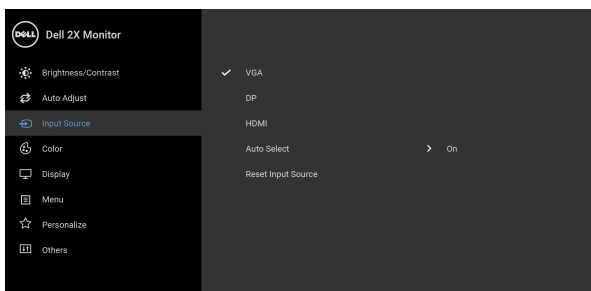 DELL Dell 2X Monitor
Brightness/Contrast
Auto Adjust
Input Source
Color
Display
Menu
Personalize
Others
VGA
DP
HDMI
Auto Select On
Reset Input Source